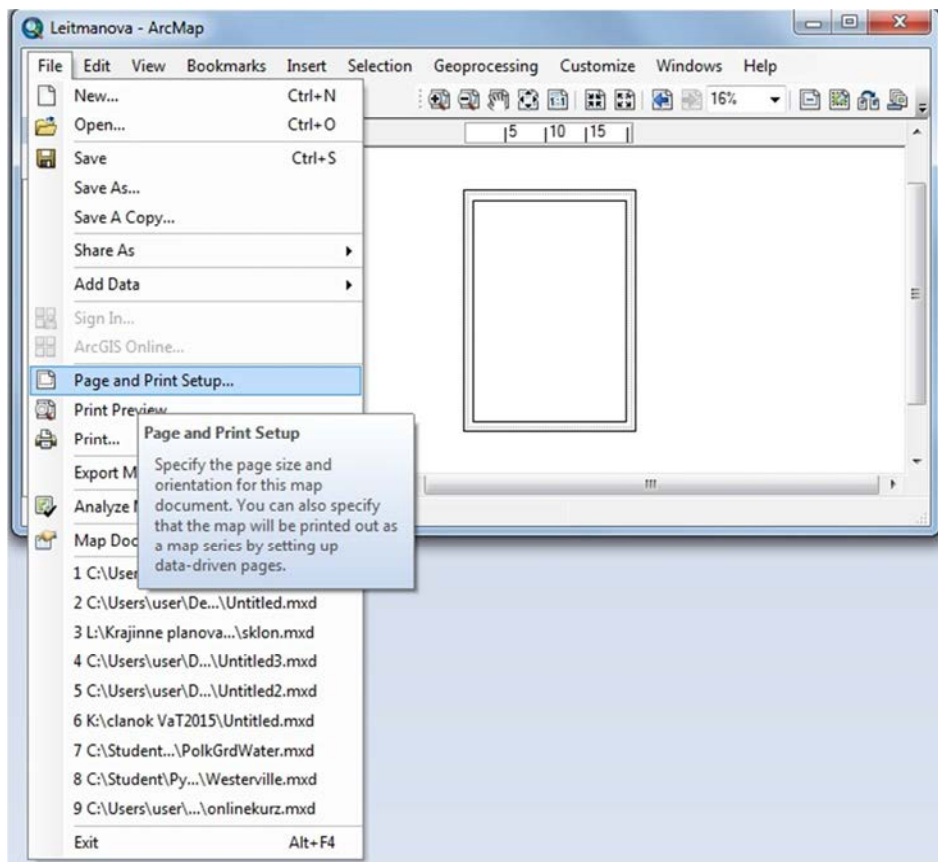 Leitmanova - ArcMap
File Edit View Bookmarks Insert Selection Geoprocessing Customize Windows Help
New... Ctrl+N
16%
Open... Ctrl+O
5 10 15
Save Ctrl+S
Save As...
Save A Copy...
Share As
Add Data
Sign In...
ArcGIS Online...
Page and Print Setup...
Print Preview
Print...
Page and Print Setup
Specify the page size and
orientation for this map
document. You can also specify
that the map will be printed out as
a map series by setting up
data-driven pages.
Export M
Analyze
Map Doc
1 C:\User
2 C:\Users\user\De...\Untitled.mxd
3 L:\Krajinne planova...\sklon.mxd
4 C:\Users\user\D...\Untitled3.mxd
5 C:\Users\user\D...\Untitled2.mxd
6 K:\clanok VaT2015\Untitled.mxd
7 C:\Student...\PolkGrdWater.mxd
8 C:\Student\Py...\Westerville.mxd
9 C:\Users\user\...\onlinekurz.mxd
Exit Alt+F4